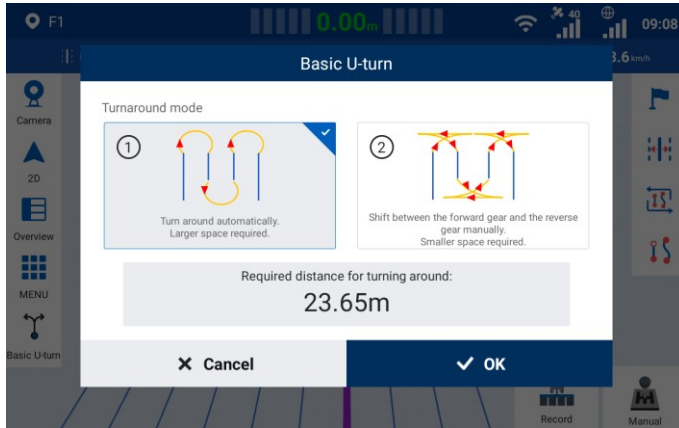 F1
0.00m
40
09:08
3.6 km/h
Basic U-turn
Camera
2D
Overview
MENU
Basic U-turn
Turnaround mode
1
Turn around automatically.
Larger space required.
2
Shift between the forward gear and the reverse
gear manually.
Smaller space required.
Required distance for turning around:
23.65m
Cancel
OK
Record
Manual